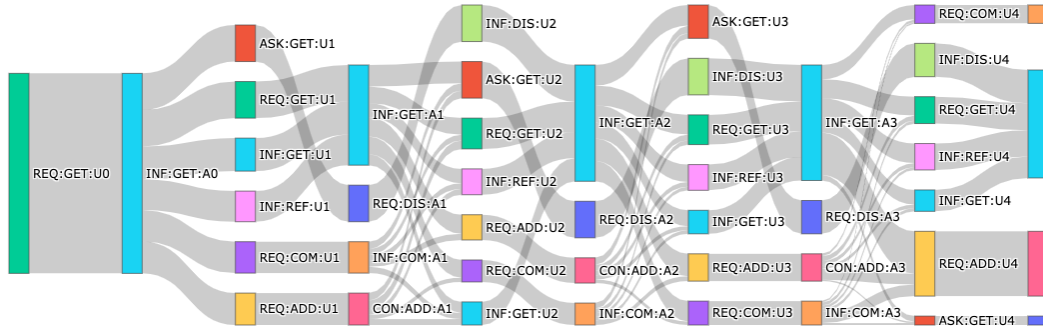 REQ:GET:U0
INF:GET:A0
ASK:GET:U1
REQ:GET:U1
INF:GET:U1
INF:REF:U1
REQ:COM:U1
REQ:ADD:U1
INF:GET:A1
REQ:DIS:A1
INF:COM:A1
CON:ADD:A1
INF:DIS:U2
ASK:GET:U2
REQ:GET:U2
INF:REF:U2
REQ:ADD:U2
REQ:COM:U2
INF:GET:U2
INF:GET:A2
REQ:DIS:A2
CON:ADD:A2
INF:COM:A2
ASK:GET:U3
INF:DIS:U3
REQ:GET:U3
INF:REF:U3
INF:GET:U3
REQ:ADD:U3
REQ:COM:U3
INF:GET:A3
REQ:DIS:A3
CON:ADD:A3
INF:COM:A3
REQ:COM:U4
INF:DIS:U4
REQ:GET:U4
INF:REF:U4
INF:GET:U4
REQ:ADD:U4
ASK:GET:U4